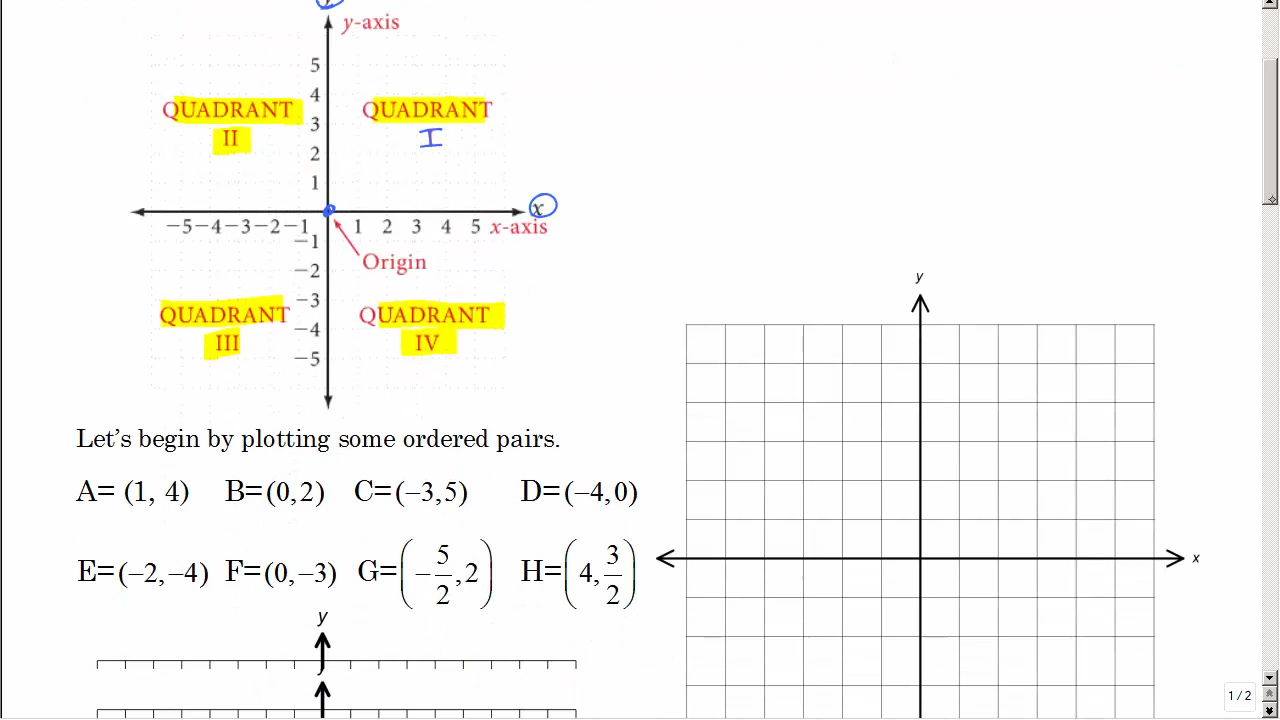 y-axis
5
4
QUADRANT QUADRANT
3
II I
2
1
x
−5 −4 −3 −2 −1 1 2 3 4 5 x-axis
−1
Origin
−2
−3
QUADRANT QUADRANT
−4
III IV
−5
y
x
Let’s begin by plotting some ordered pairs.
A= (1, 4) B=(0,2) C=(−3,5) D=(−4,0)
E=(−2,−4) F=(0,−3) G=(−5/2,2) H=(4,3/2)
y
1 / 2